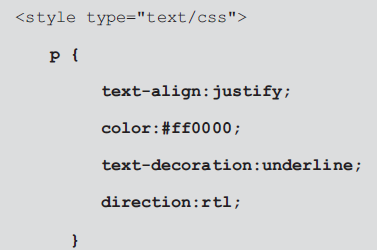 <style type="text/css">
p {
text-align:justify;
color:#ff0000;
text-decoration:underline;
direction:rtl;
}